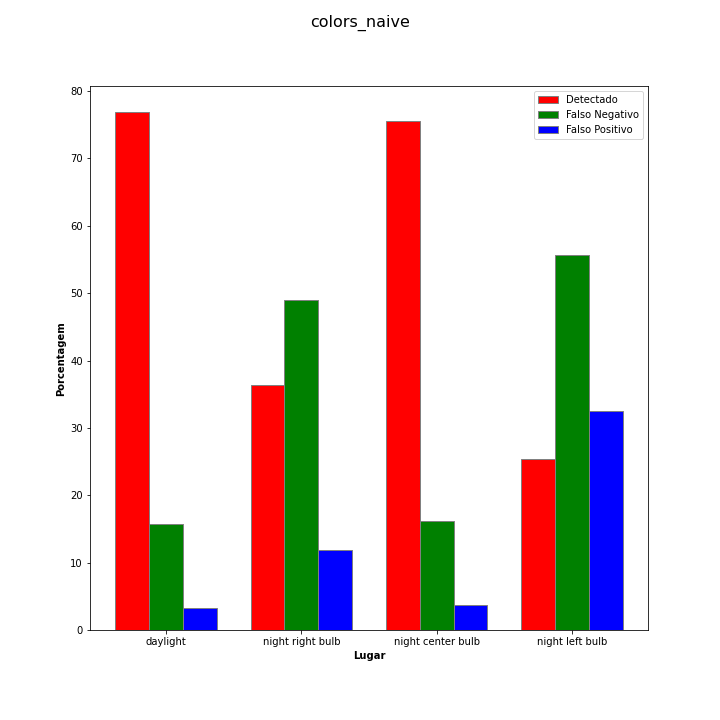 colors_naive
Detectado
Falso Negativo
Falso Positivo
80
70
60
50
40
30
20
10
0
Porcentagem
daylight
night right bulb
night center bulb
night left bulb
Lugar